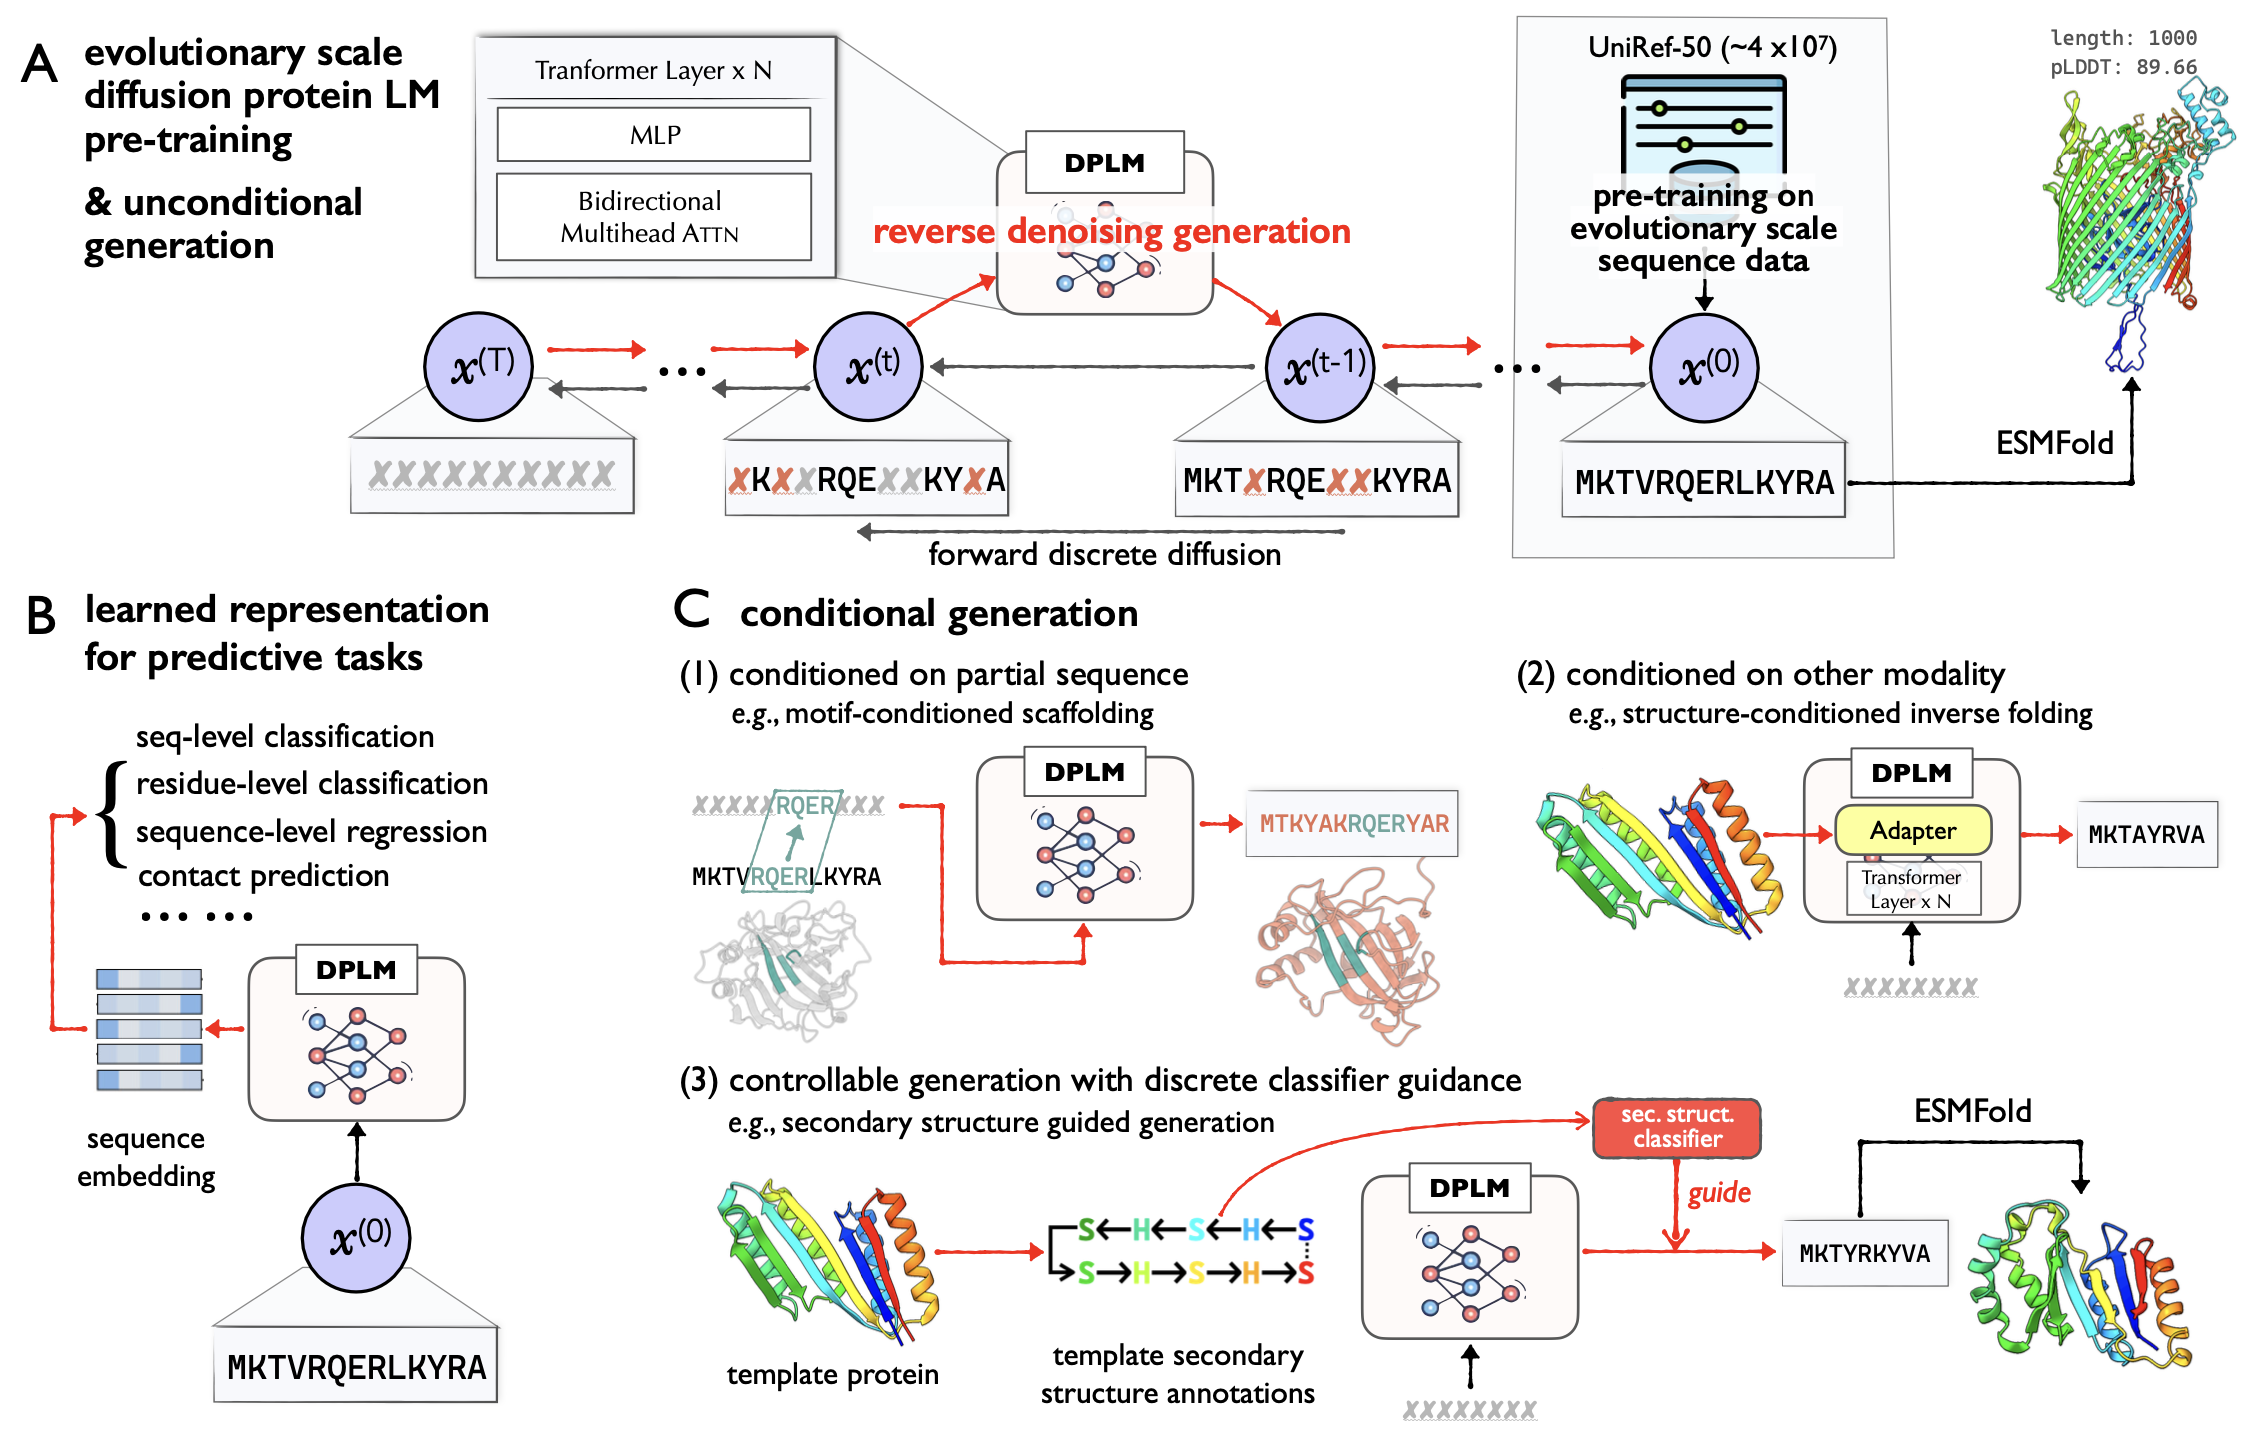 A
evolutionary scale
diffusion protein LM
pre-training
& unconditional
generation
Tranformer Layer x N
MLP
Bidirectional
Multihead ATTN
DPLM
reverse denoising generation
UniRef-50 (~4 x10⁷)
pre-training on
evolutionary scale
sequence data
length: 1000
pLDDT: 89.66
x(T)
...
x(t)
x(t-1)
...
x(0)
XXXXXXXXXX
XKXXRQEXXKYXA
MKTXRQEXXKYRA
MKTVRQERLKYRA
ESMFold
forward discrete diffusion
B
learned representation
for predictive tasks
seq-level classification
residue-level classification
sequence-level regression
contact prediction
... ...
DPLM
sequence
embedding
x(0)
MKTVRQERLKYRA
C
conditional generation
(1) conditioned on partial sequence
e.g., motif-conditioned scaffolding
XXXXXRQERXXX
MKTVRQERLKYRA
DPLM
MTKYAKRQERYAR
(2) conditioned on other modality
e.g., structure-conditioned inverse folding
DPLM
Adapter
Transformer
Layer x N
MKTAYRVA
XXXXXXXX
(3) controllable generation with discrete classifier guidance
e.g., secondary structure guided generation
sec. struct.
classifier
guide
ESMFold
DPLM
S H S H S
S H S H S
MKTYRKYVA
template protein
template secondary
structure annotations
XXXXXXXX